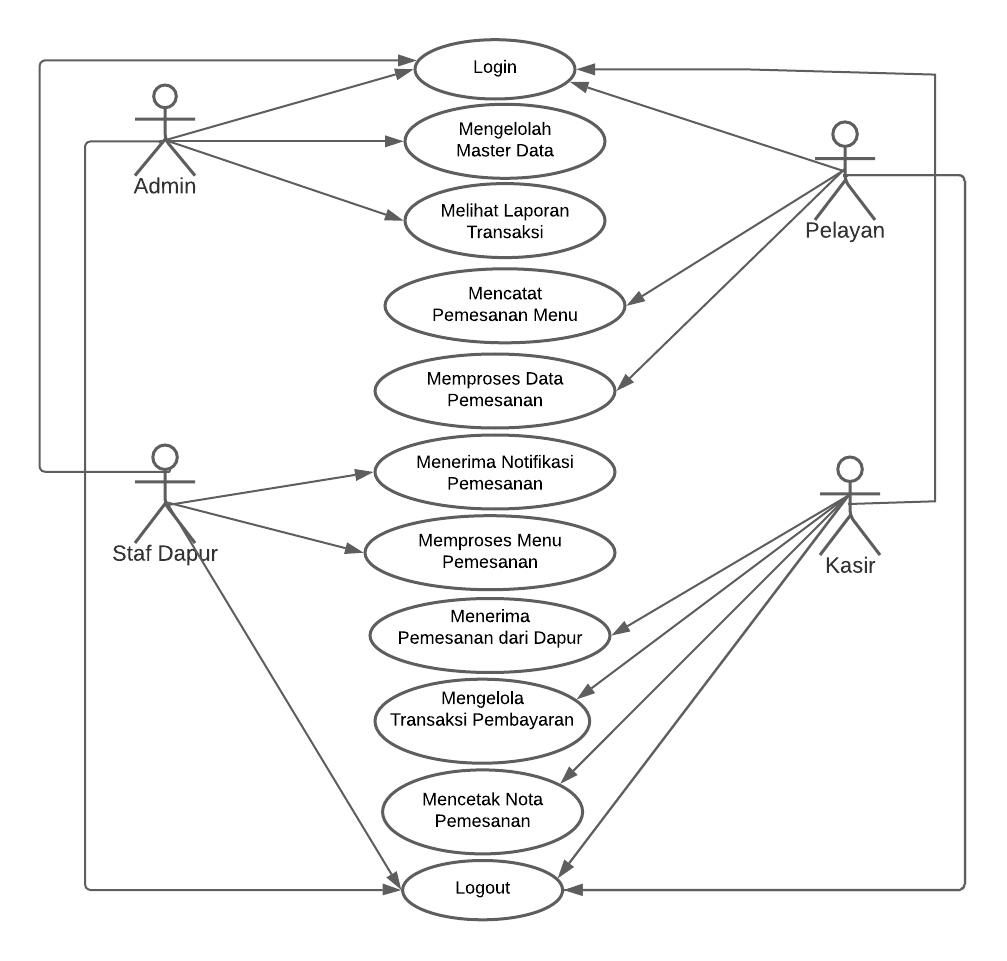 Login
Mengelolah
Master Data
Admin
Melihat Laporan
Transaksi
Pelayan
Mencatat
Pemesanan Menu
Memproses Data
Pemesanan
Menerima Notifikasi
Pemesanan
Staf Dapur
Memproses Menu
Pemesanan
Kasir
Menerima
Pemesanan dari Dapur
Mengelola
Transaksi Pembayaran
Mencetak Nota
Pemesanan
Logout